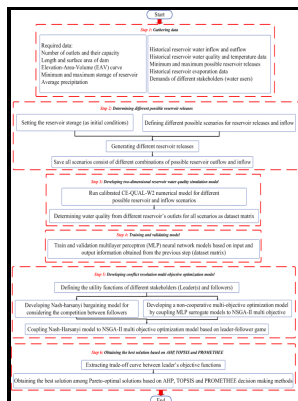 Start
Step 1: Gathering data
Required data:
Number of outlets and their capacity
Length and surface area of dam
Elevation-Area-Volume (EAV) curve
Minimum and maximum storage of reservoir
Average precipitation
Historical reservoir water inflow and outflow
Historical reservoir water quality and temperature data
Minimum and maximum possible reservoir releases
Historical reservoir evaporation data
Demands of different stakeholders (water users)
Step 2: Determining different possible reservoir releases
Setting the reservoir storage (as initial conditions)
Defining different possible scenarios for reservoir releases and inflow
Generating different reservoir releases
Save all scenarios consist of different combinations of possible reservoir outflow and inflow
Step 3: Developing two-dimensional reservoir water quality simulation model
Run calibrated CE-QUAL-W2 numerical model for
different possible reservoir and inflow scenarios
Determining water quality from different reservoir's outlets for all scenarios as dataset matrix
Step 4: Training and validating model
Train and validation multilayer perceptron (MLP) neural network models based on input and
output information obtained from the previous step (dataset matrix)
Step 5: Developing conflict resolution multi-objective optimization model
Defining the utility functions of different stakeholders (Leader(s) and followers)
Developing Nash-harsanyi bargaining model for
considering the competition between followers
Developing a non-cooperative multi-objective optimization model
by coupling MLP surrogate models to NSGA-II model
Coupling Nash-Harsanyi model to NSGA-II multi objective optimization model based on leader-follower game
Step 6: Obtaining the best solution based on AHP, TOPSIS and PROMETHEE
Extracting trade-off curve between leader's objective functions
Obtaining the best solution among Pareto-optimal solutions based on AHP, TOPSIS and PROMETHEE decision making methods
End